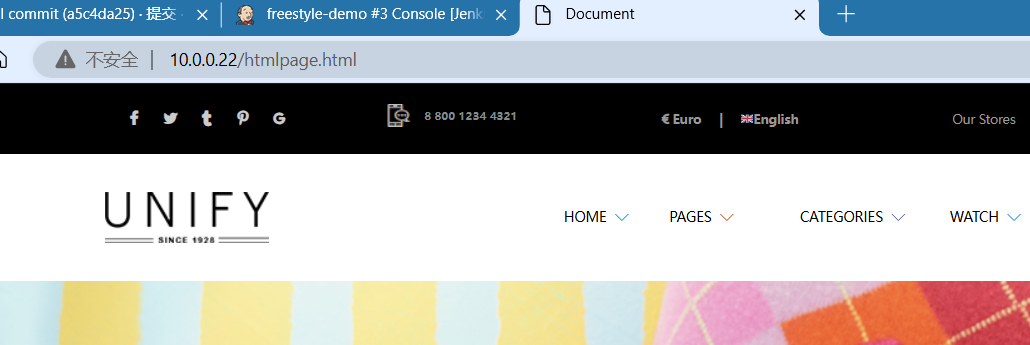 l commit (a5c4da25) · 提交 ·
freestyle-demo #3 Console [Jenk
Document
不安全 | 10.0.0.22/htmlpage.html
8 800 1234 4321
€ Euro | English
Our Stores
UNIFY
SINCE 1928
HOME
PAGES
CATEGORIES
WATCH